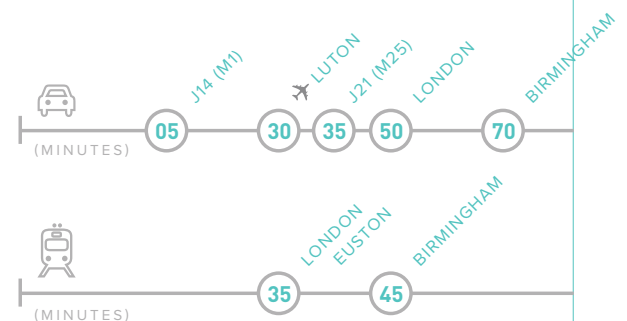 J14 (M1)
LUTON
J21 (M25)
LONDON
BIRMINGHAM
05
30
35
50
70
(MINUTES)
LONDON
EUSTON
BIRMINGHAM
35
45
(MINUTES)